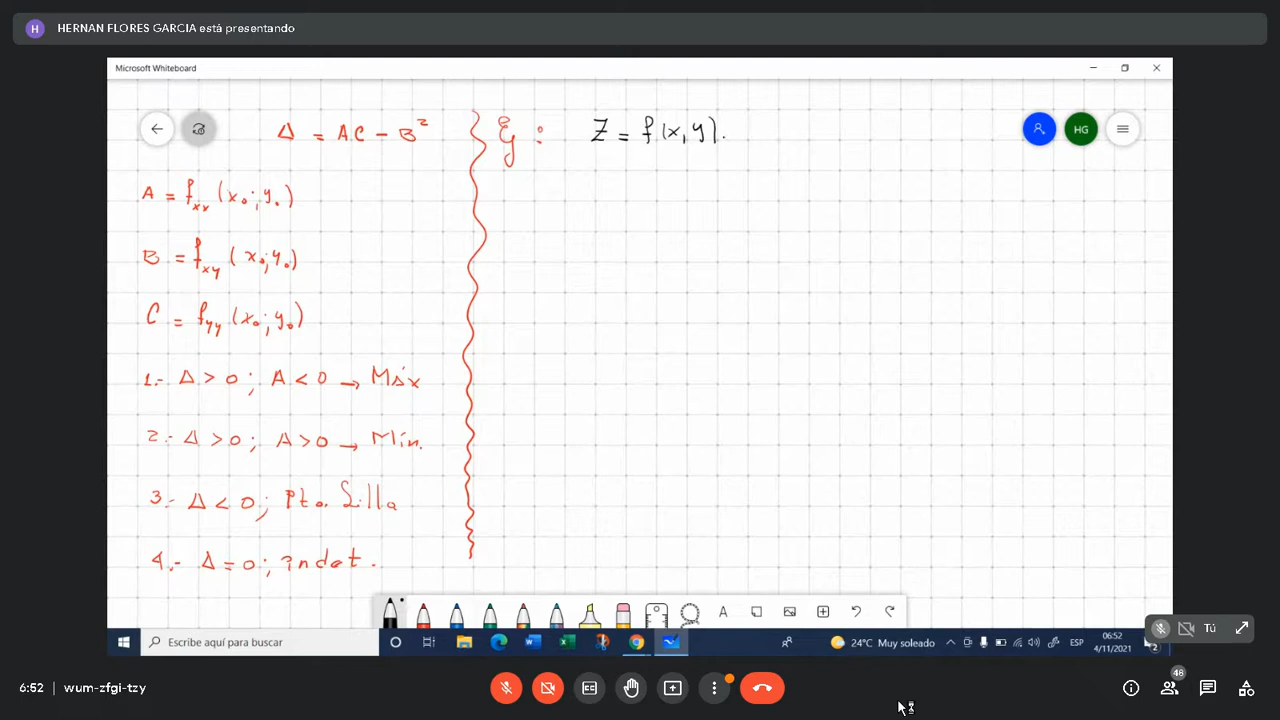 H HERNAN FLORES GARCIA está presentando
Microsoft Whiteboard
Δ = AC - B²
Ej : Z = f(x, y).
HG
A = fxx (x₀; y₀)
B = fxy (x₀; y₀)
C = fyy (x₀; y₀)
1.- Δ > 0 ; A < 0 → Máx
2.- Δ > 0 ; A > 0 → Mín.
3.- Δ < 0 ; Pto. Silla
4.- Δ = 0 ; indet.
A
Tú
Escribe aquí para buscar
24°C Muy soleado
ESP
06:52
4/11/2021
2
6:52 | wum-zfgi-tzy
48